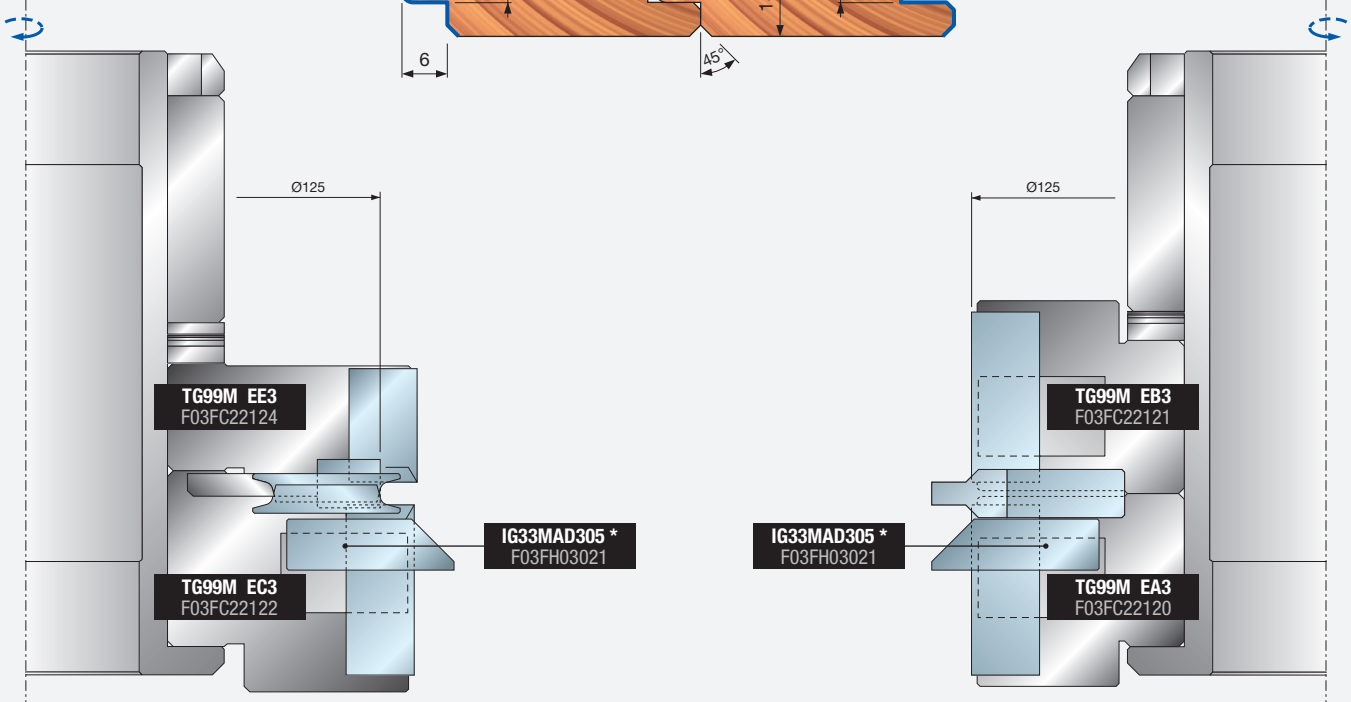 6
45°
Ø125
Ø125
TG99M EE3
F03FC22124
TG99M EB3
F03FC22121
IG33MAD305 *
F03FH03021
IG33MAD305 *
F03FH03021
TG99M EC3
F03FC22122
TG99M EA3
F03FC22120